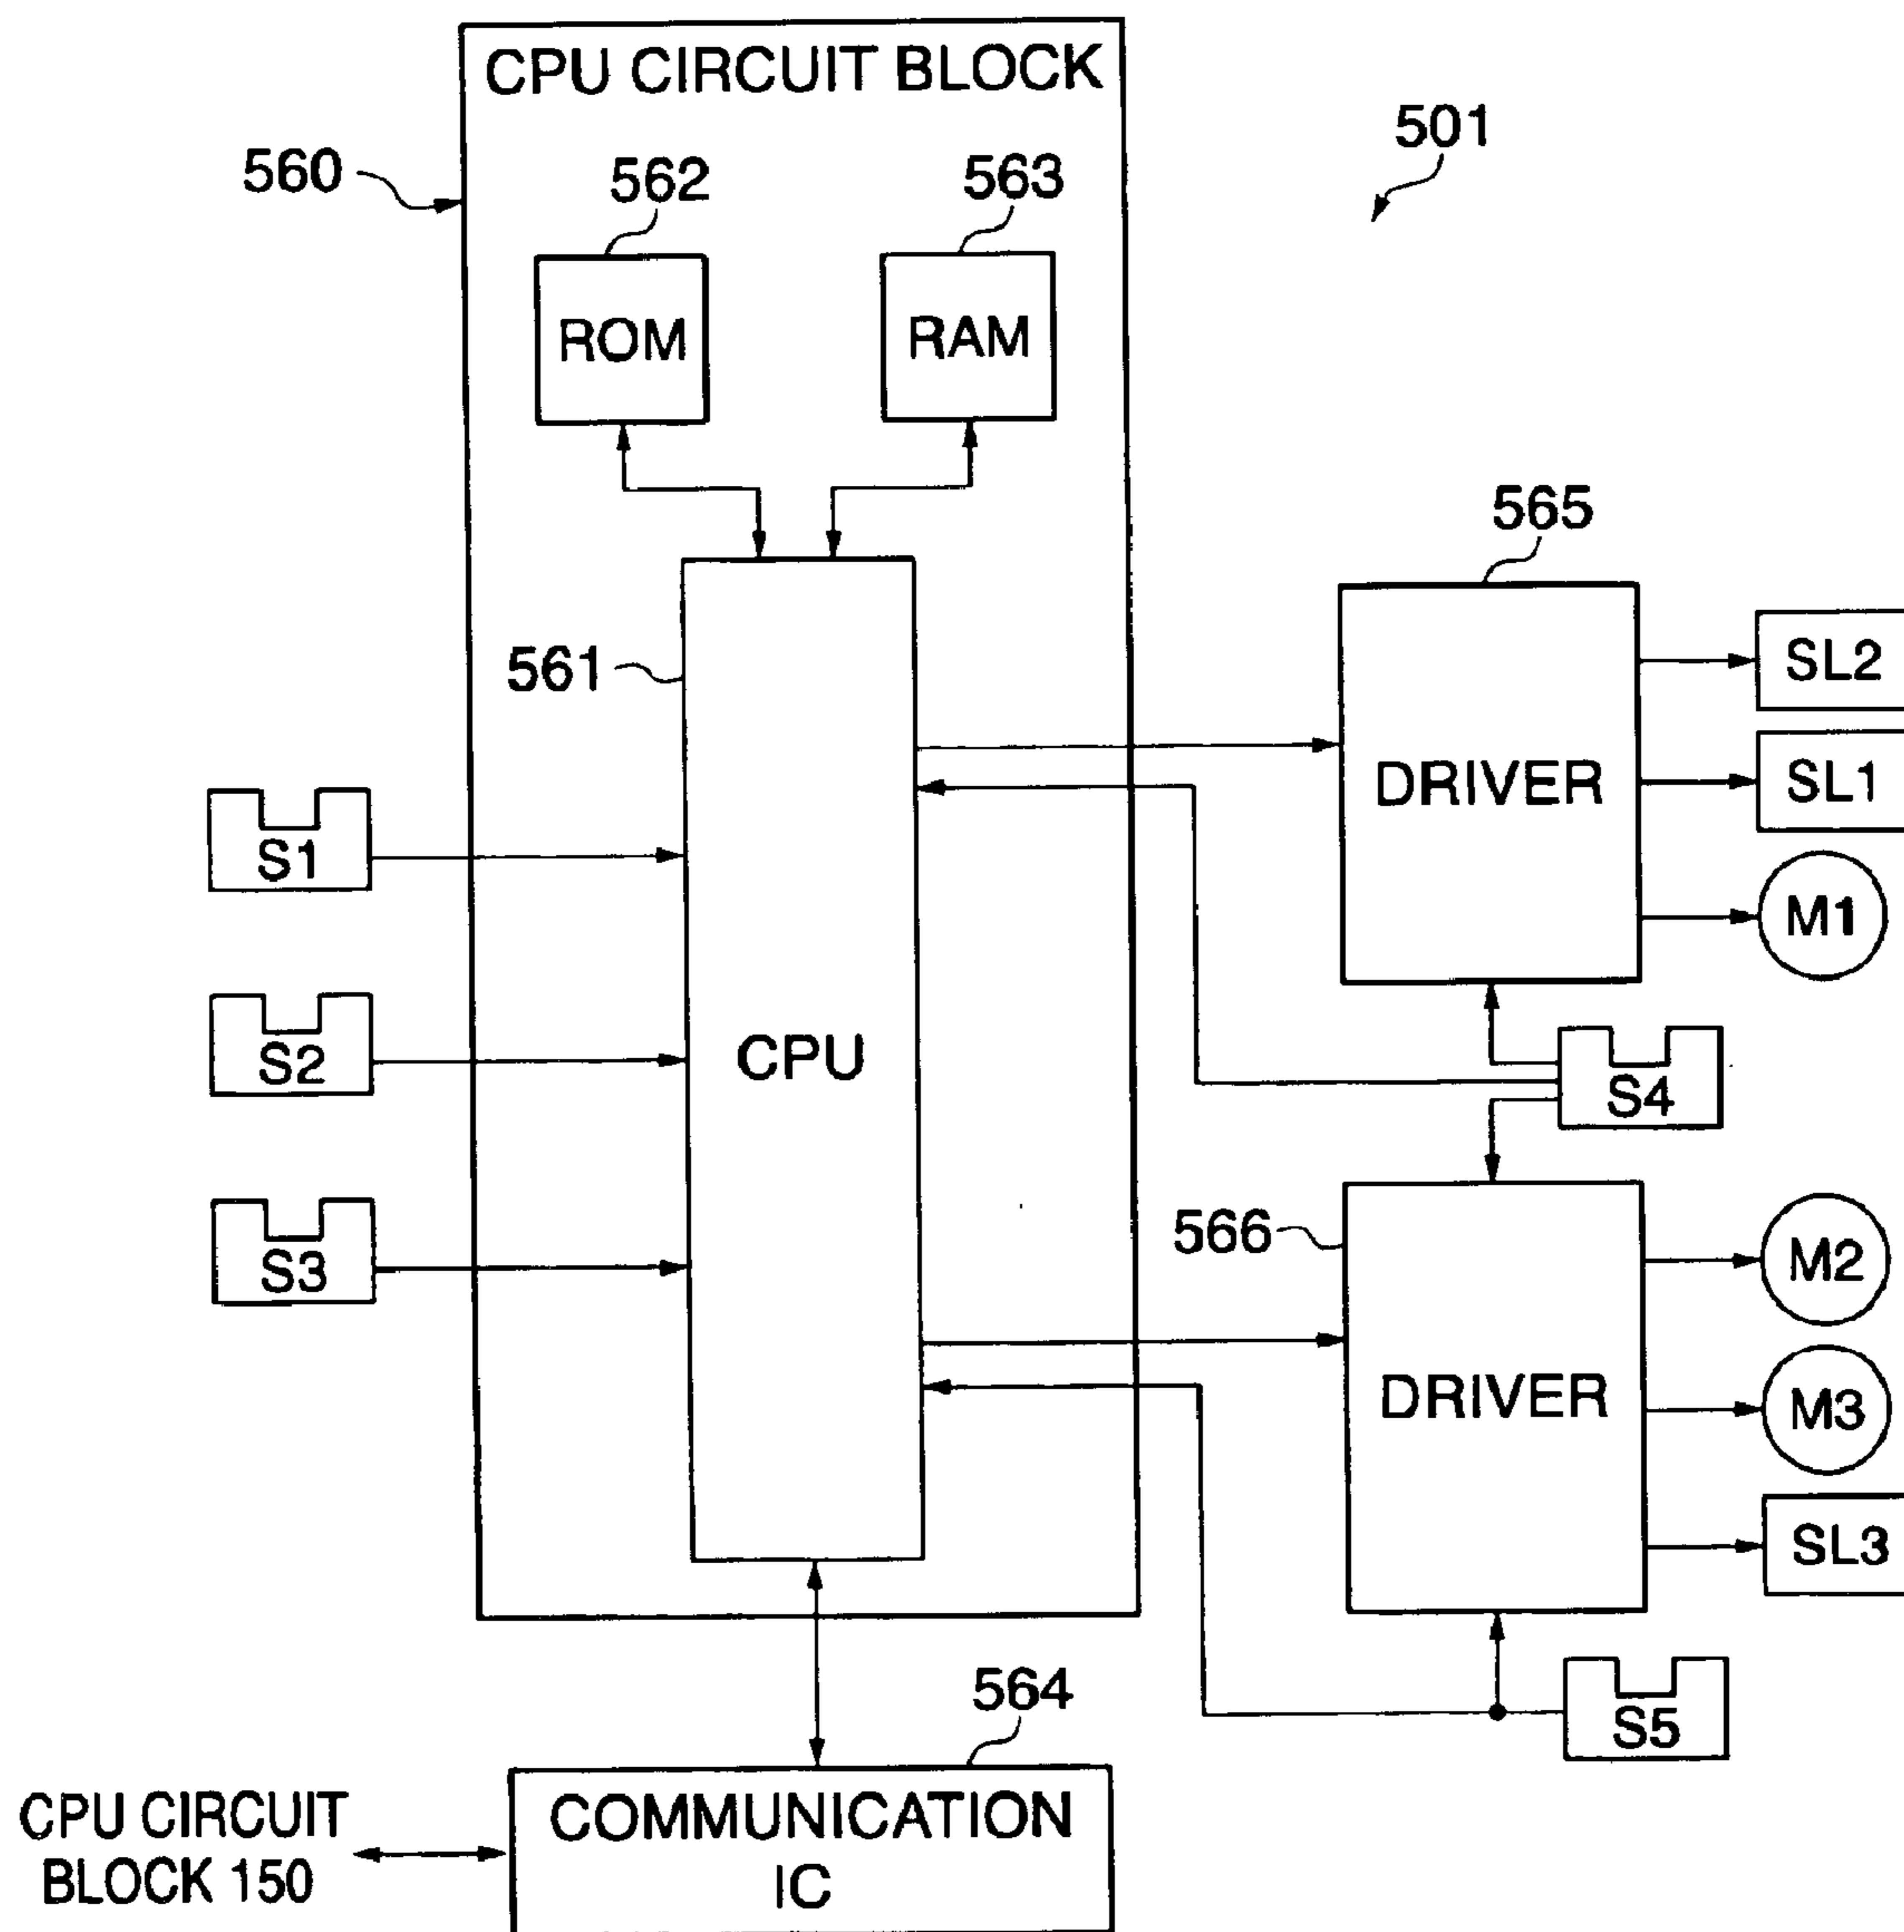 CPU CIRCUIT BLOCK
501
560
562
563
ROM
RAM
565
561
SL2
DRIVER
SL1
S1
M1
S2
CPU
S4
S3
566
M2
DRIVER
M3
SL3
564
S5
CPU CIRCUIT
BLOCK 150
COMMUNICATION
IC